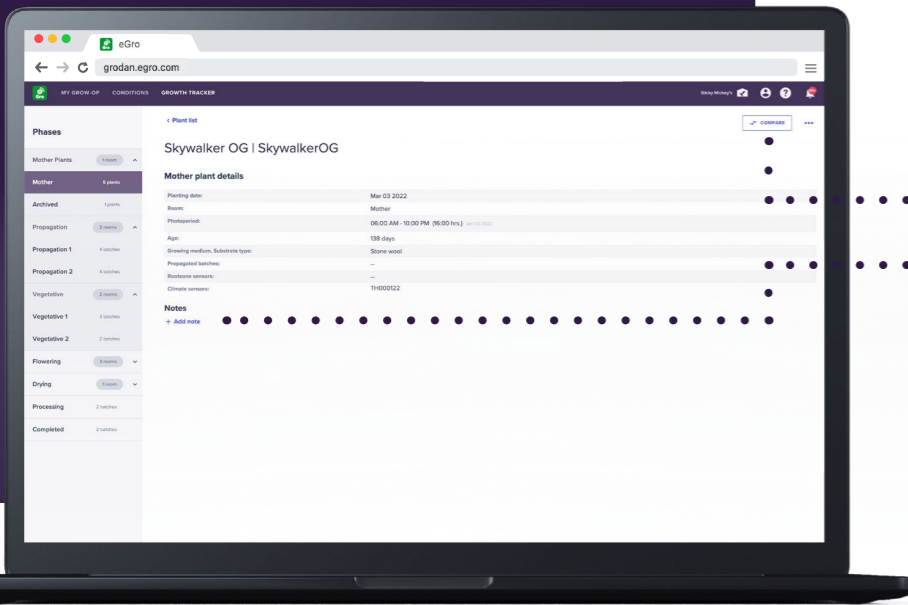 eGro
grodan.egro.com
MY GROW-OP CONDITIONS GROWTH TRACKER Sticky Mickey's
Phases
Mother Plants 1 room
Mother 9 plants
Archived 1 plants
Propagation 2 rooms
Propagation 1 4 batches
Propagation 2 4 batches
Vegetative 2 rooms
Vegetative 1 3 batches
Vegetative 2 2 batches
Flowering 3 rooms
Drying 1 room
Processing 2 batches
Completed 2 batches
< Plant list
COMPARE
Skywalker OG | SkywalkerOG
Mother plant details
Planting date: Mar 03 2022
Room: Mother
Photoperiod: 06:00 AM - 10:00 PM (16:00 hrs.)
Age: 138 days
Growing medium, Substrate type: Stone wool
Propagated batches: –
Rootzone sensors: –
Climate sensors: TH000122
Notes
+ Add note